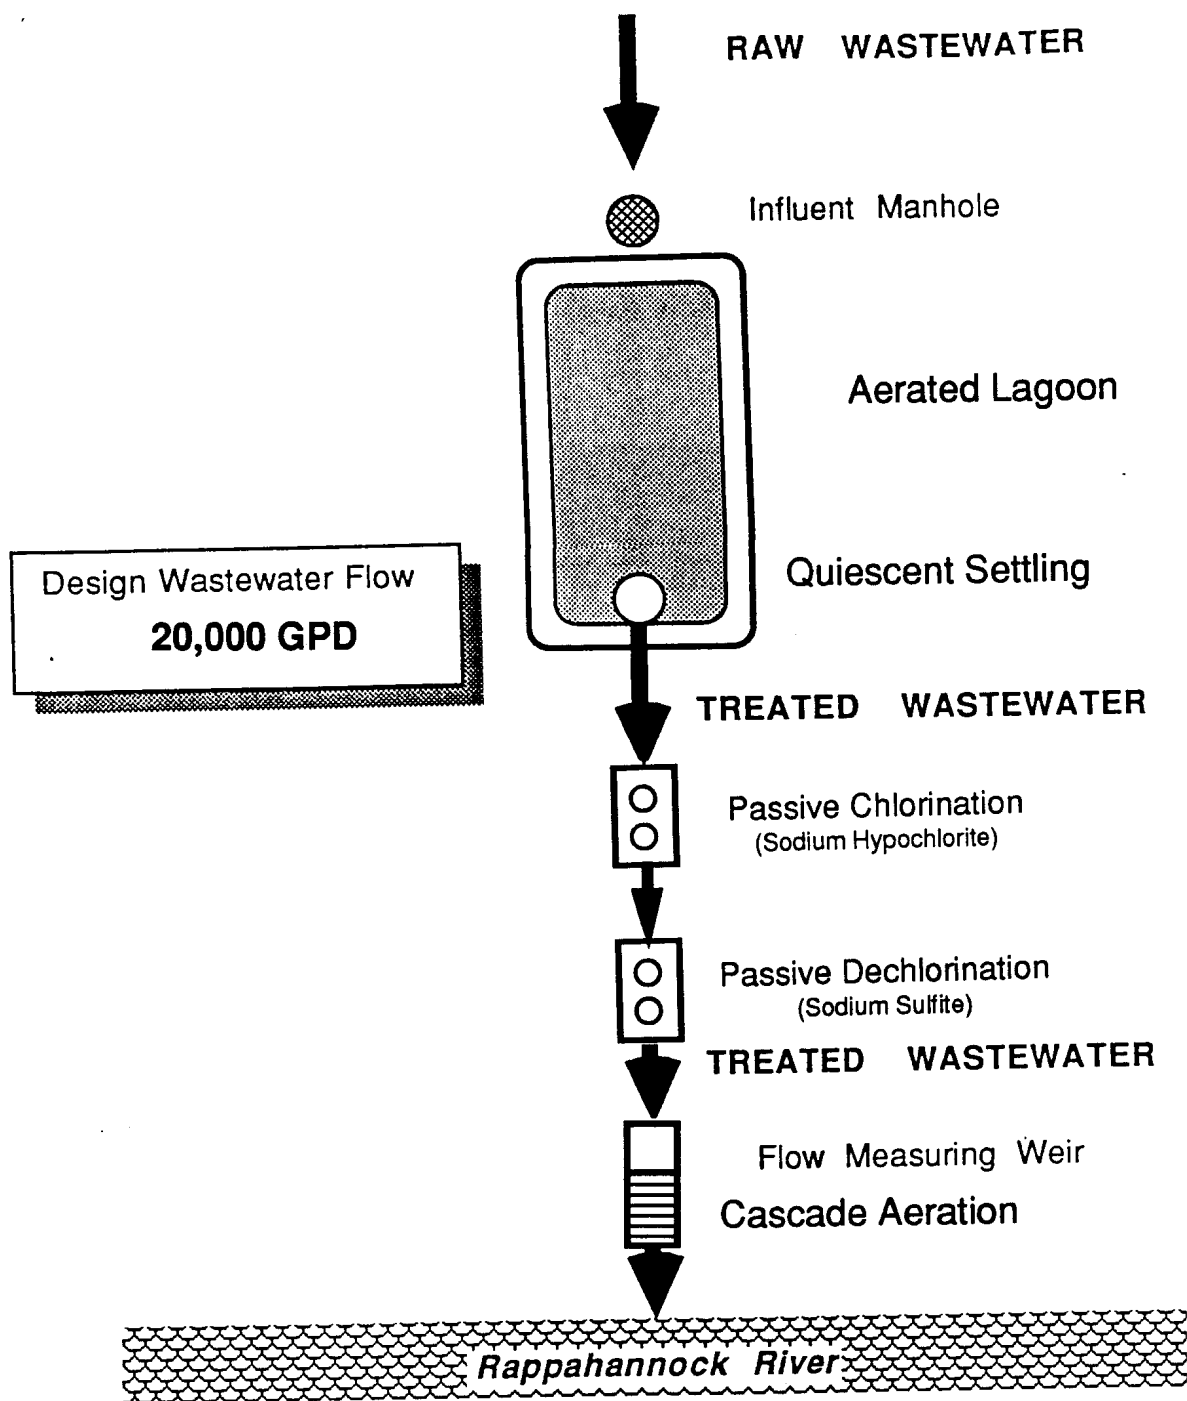 RAW WASTEWATER
Influent Manhole
Aerated Lagoon
Quiescent Settling
Design Wastewater Flow
20,000 GPD
TREATED WASTEWATER
Passive Chlorination
(Sodium Hypochlorite)
Passive Dechlorination
(Sodium Sulfite)
TREATED WASTEWATER
Flow Measuring Weir
Cascade Aeration
Rappahannock River